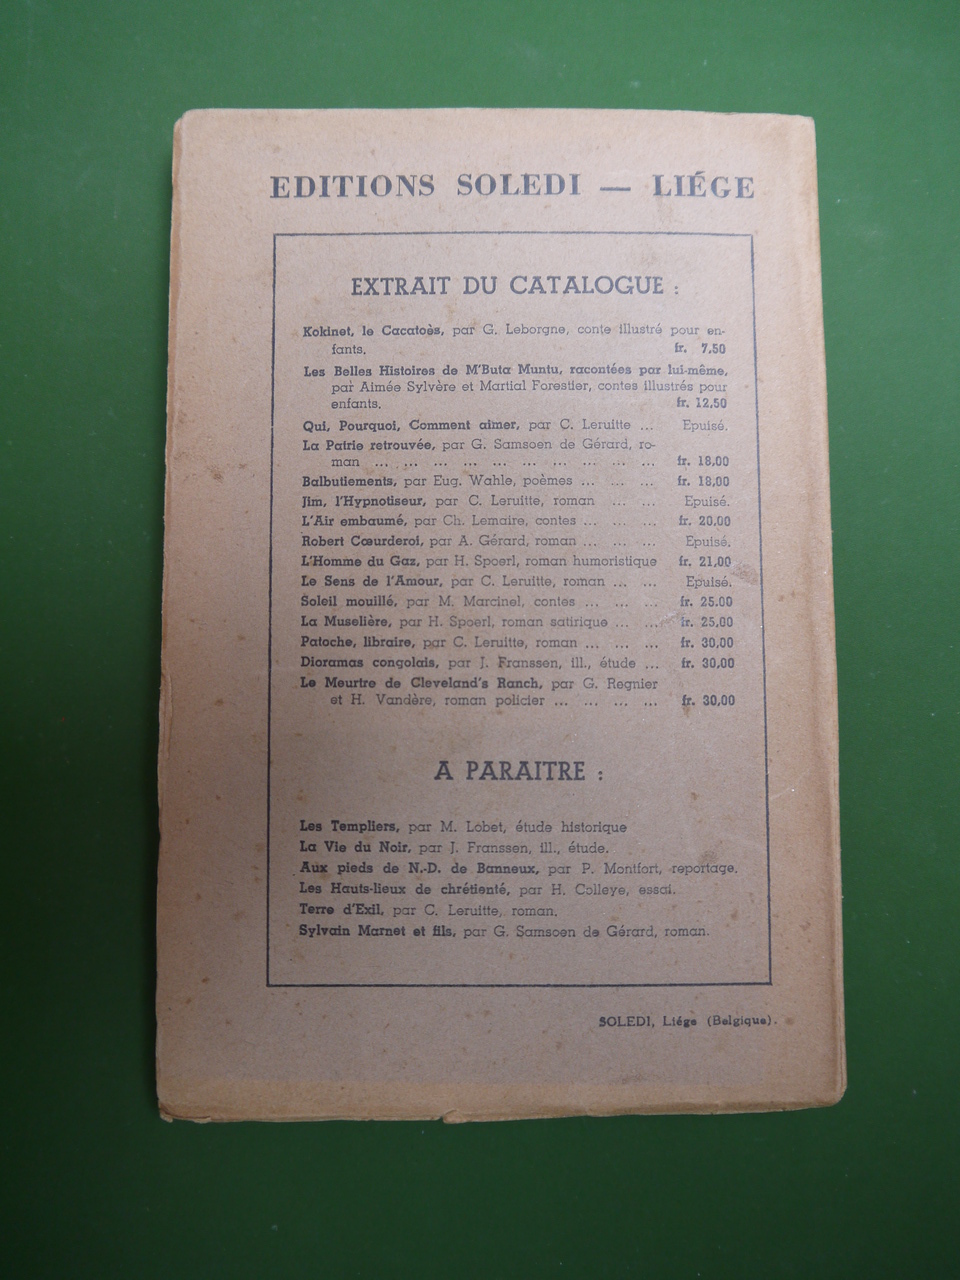 EDITIONS SOLEDI — LIÉGE
EXTRAIT DU CATALOGUE :
Kokinet, le Cacatoès, par G. Leborgne, conte illustré pour en-
fants. fr. 7,50
Les Belles Histoires de M'Buta Muntu, racontées par lui-même,
par Aimée Sylvère et Martial Forestier, contes illustrés pour
enfants. fr. 12,50
Qui, Pourquoi, Comment aimer, par C. Leruitte ... Epuisé.
La Patrie retrouvée, par G. Samsoen de Gérard, ro-
man ... ... ... ... ... ... ... ... ... ... fr. 18,00
Balbutiements, par Eug. Wahle, poèmes ... ... ... fr. 18,00
Jim, l'Hypnotiseur, par C. Leruitte, roman ... ... Epuisé.
L'Air embaumé, par Ch. Lemaire, contes ... ... ... fr. 20,00
Robert Cœurderoi, par A. Gérard, roman ... ... ... Epuisé.
L'Homme du Gaz, par H. Spoerl, roman humoristique fr. 21,00
Le Sens de l'Amour, par C. Leruitte, roman ... ... Epuisé.
Soleil mouillé, par M. Marcinel, contes ... ... ... fr. 25.00
La Muselière, par H. Spoerl, roman satirique ... ... fr. 25,00
Patoche, libraire, par C. Leruitte, roman ... ... ... fr. 30,00
Dioramas congolais, par J. Franssen, ill., étude ... fr. 30,00
Le Meurtre de Cleveland's Ranch, par G. Regnier
et H. Vandère, roman policier ... ... ... ... fr. 30,00
A PARAITRE :
Les Templiers, par M. Lobet, étude historique
La Vie du Noir, par J. Franssen, ill., étude.
Aux pieds de N.-D. de Banneux, par P. Montfort, reportage.
Les Hauts-lieux de chrétienté, par H. Colleye, essai.
Terre d'Exil, par C. Leruitte, roman.
Sylvain Marnet et fils, par G. Samsoen de Gérard, roman.
SOLEDI, Liége (Belgique).